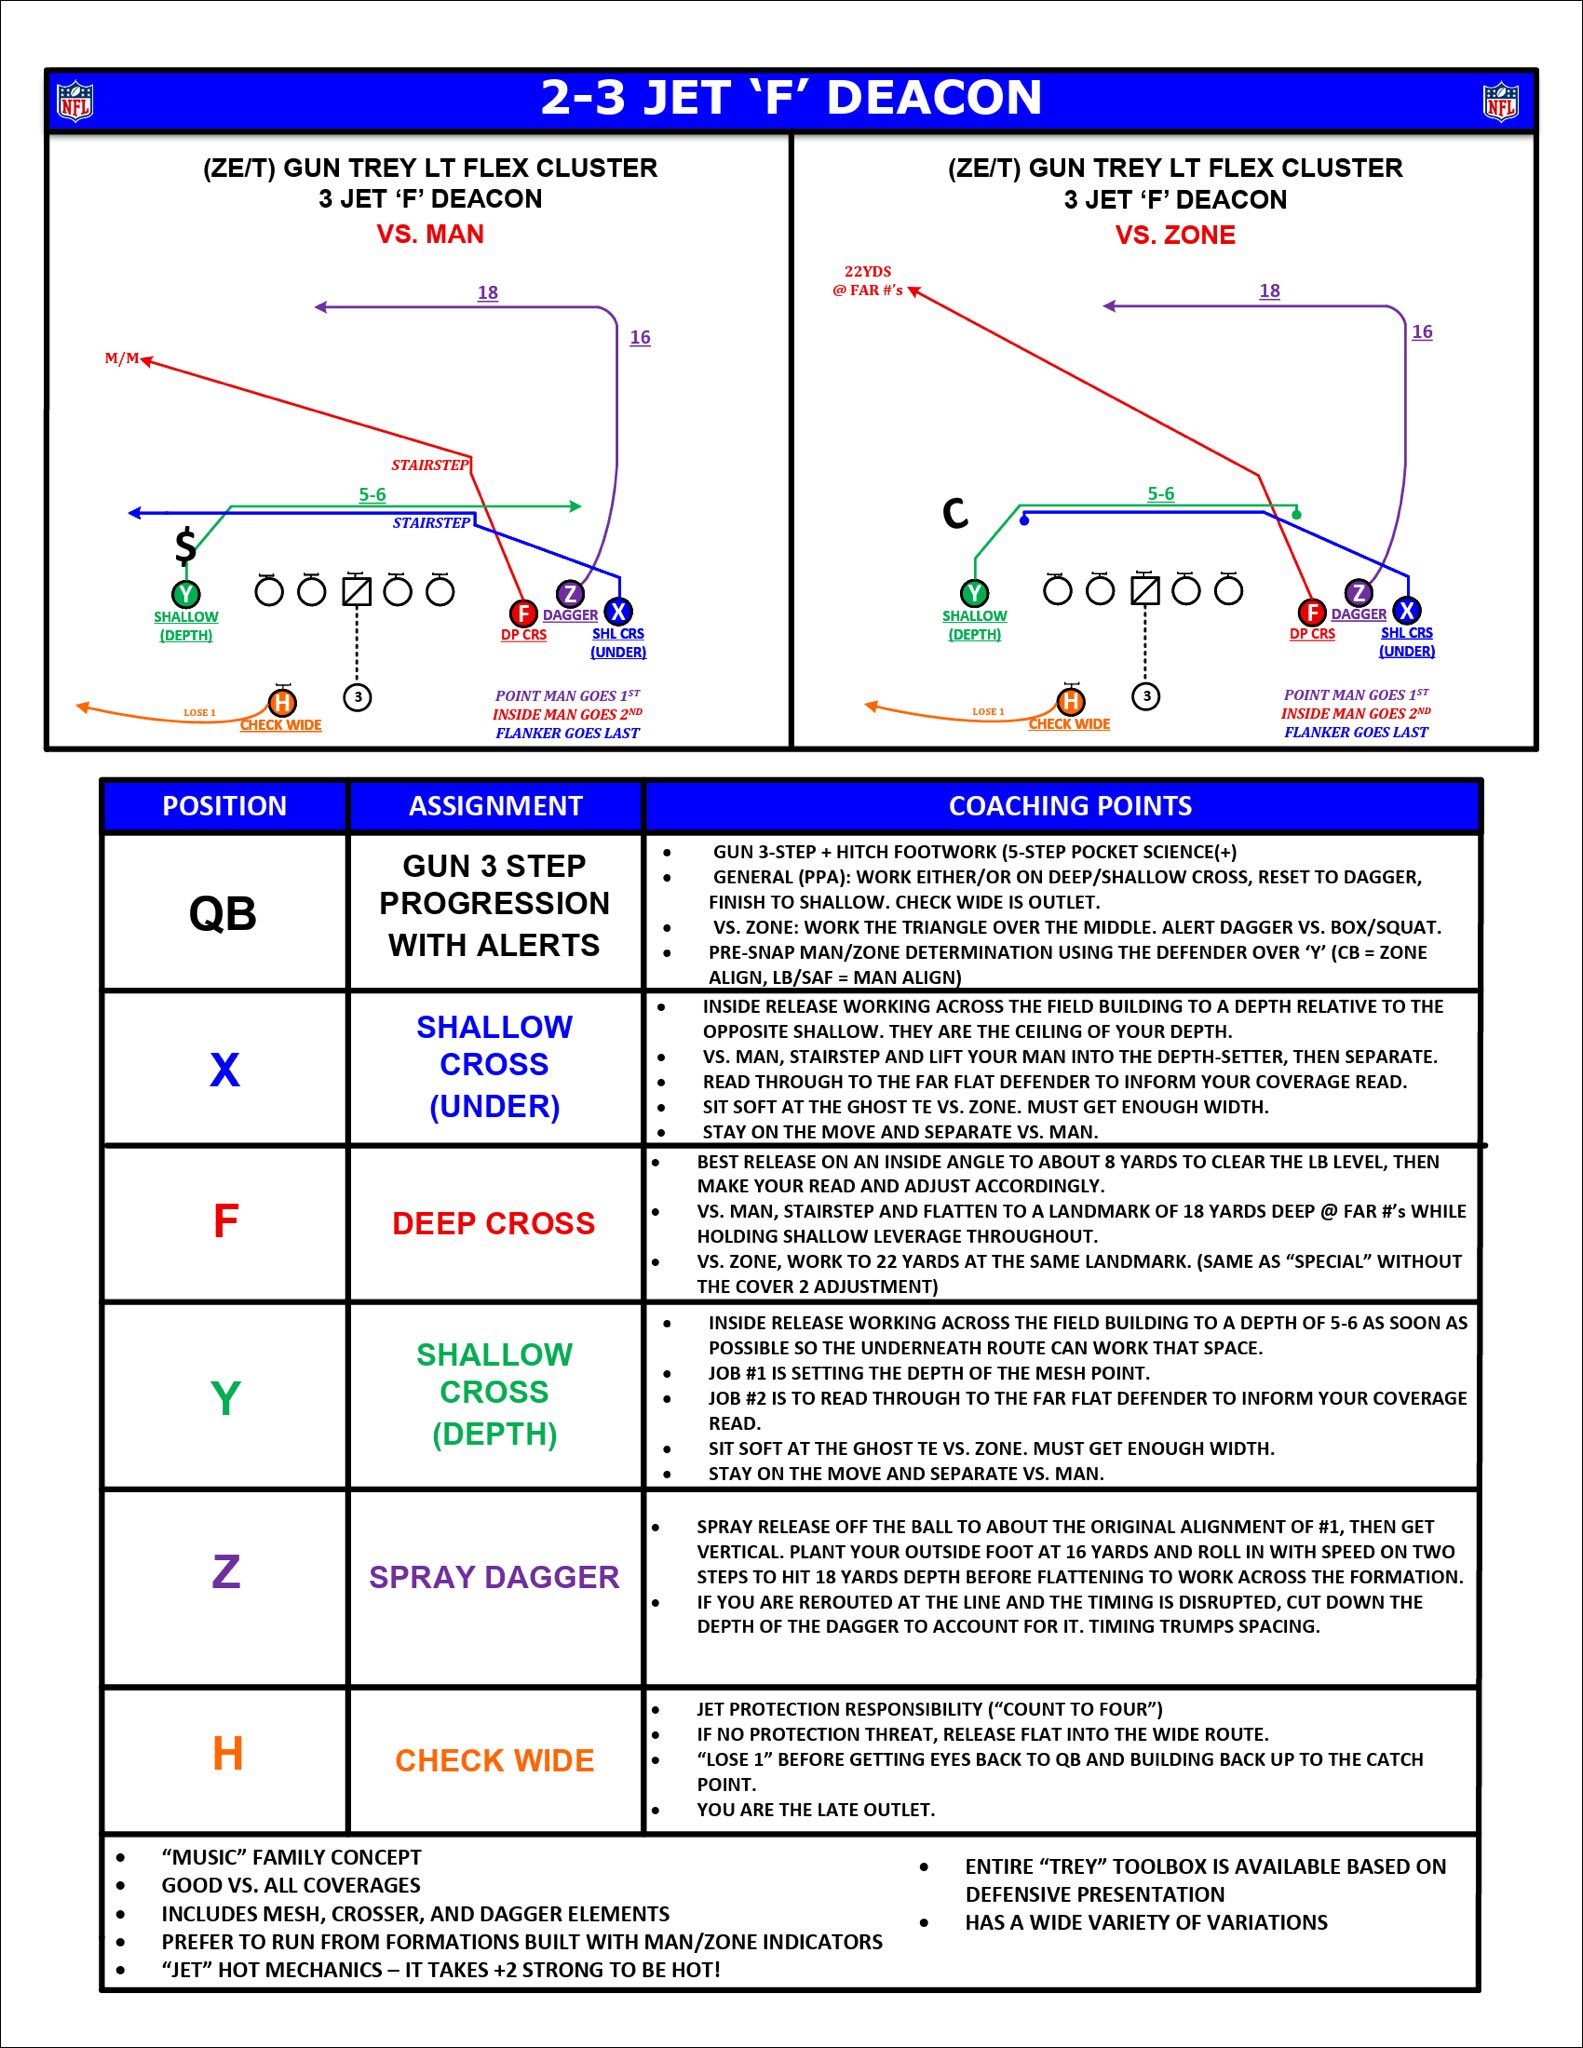 2-3 JET ‘F’ DEACON
NFL
NFL
(ZE/T) GUN TREY LT FLEX CLUSTER
3 JET ‘F’ DEACON
VS. MAN
18
16
M/M
STAIRSTEP
5-6
STAIRSTEP
$
Y
SHALLOW
(DEPTH)
F
DP CRS
Z
DAGGER
X
SHL CRS
(UNDER)
H
LOSE 1
CHECK WIDE
3
POINT MAN GOES 1ST
INSIDE MAN GOES 2ND
FLANKER GOES LAST
(ZE/T) GUN TREY LT FLEX CLUSTER
3 JET ‘F’ DEACON
VS. ZONE
22YDS
@ FAR #’s
18
16
5-6
C
Y
SHALLOW
(DEPTH)
F
DP CRS
Z
DAGGER
X
SHL CRS
(UNDER)
H
LOSE 1
CHECK WIDE
3
POINT MAN GOES 1ST
INSIDE MAN GOES 2ND
FLANKER GOES LAST
POSITION
ASSIGNMENT
COACHING POINTS
QB
GUN 3 STEP
PROGRESSION
WITH ALERTS
• GUN 3-STEP + HITCH FOOTWORK (5-STEP POCKET SCIENCE(+)
• GENERAL (PPA): WORK EITHER/OR ON DEEP/SHALLOW CROSS, RESET TO DAGGER,
FINISH TO SHALLOW. CHECK WIDE IS OUTLET.
• VS. ZONE: WORK THE TRIANGLE OVER THE MIDDLE. ALERT DAGGER VS. BOX/SQUAT.
• PRE-SNAP MAN/ZONE DETERMINATION USING THE DEFENDER OVER ‘Y’ (CB = ZONE
ALIGN, LB/SAF = MAN ALIGN)
X
SHALLOW
CROSS
(UNDER)
• INSIDE RELEASE WORKING ACROSS THE FIELD BUILDING TO A DEPTH RELATIVE TO THE
OPPOSITE SHALLOW. THEY ARE THE CEILING OF YOUR DEPTH.
• VS. MAN, STAIRSTEP AND LIFT YOUR MAN INTO THE DEPTH-SETTER, THEN SEPARATE.
• READ THROUGH TO THE FAR FLAT DEFENDER TO INFORM YOUR COVERAGE READ.
• SIT SOFT AT THE GHOST TE VS. ZONE. MUST GET ENOUGH WIDTH.
• STAY ON THE MOVE AND SEPARATE VS. MAN.
F
DEEP CROSS
• BEST RELEASE ON AN INSIDE ANGLE TO ABOUT 8 YARDS TO CLEAR THE LB LEVEL, THEN
MAKE YOUR READ AND ADJUST ACCORDINGLY.
• VS. MAN, STAIRSTEP AND FLATTEN TO A LANDMARK OF 18 YARDS DEEP @ FAR #’s WHILE
HOLDING SHALLOW LEVERAGE THROUGHOUT.
• VS. ZONE, WORK TO 22 YARDS AT THE SAME LANDMARK. (SAME AS “SPECIAL” WITHOUT
THE COVER 2 ADJUSTMENT)
Y
SHALLOW
CROSS
(DEPTH)
• INSIDE RELEASE WORKING ACROSS THE FIELD BUILDING TO A DEPTH OF 5-6 AS SOON AS
POSSIBLE SO THE UNDERNEATH ROUTE CAN WORK THAT SPACE.
• JOB #1 IS SETTING THE DEPTH OF THE MESH POINT.
• JOB #2 IS TO READ THROUGH TO THE FAR FLAT DEFENDER TO INFORM YOUR COVERAGE
READ.
• SIT SOFT AT THE GHOST TE VS. ZONE. MUST GET ENOUGH WIDTH.
• STAY ON THE MOVE AND SEPARATE VS. MAN.
Z
SPRAY DAGGER
• SPRAY RELEASE OFF THE BALL TO ABOUT THE ORIGINAL ALIGNMENT OF #1, THEN GET
VERTICAL. PLANT YOUR OUTSIDE FOOT AT 16 YARDS AND ROLL IN WITH SPEED ON TWO
STEPS TO HIT 18 YARDS DEPTH BEFORE FLATTENING TO WORK ACROSS THE FORMATION.
• IF YOU ARE REROUTED AT THE LINE AND THE TIMING IS DISRUPTED, CUT DOWN THE
DEPTH OF THE DAGGER TO ACCOUNT FOR IT. TIMING TRUMPS SPACING.
H
CHECK WIDE
• JET PROTECTION RESPONSIBILITY (“COUNT TO FOUR”)
• IF NO PROTECTION THREAT, RELEASE FLAT INTO THE WIDE ROUTE.
• “LOSE 1” BEFORE GETTING EYES BACK TO QB AND BUILDING BACK UP TO THE CATCH
POINT.
• YOU ARE THE LATE OUTLET.
• “MUSIC” FAMILY CONCEPT
• GOOD VS. ALL COVERAGES
• INCLUDES MESH, CROSSER, AND DAGGER ELEMENTS
• PREFER TO RUN FROM FORMATIONS BUILT WITH MAN/ZONE INDICATORS
• “JET” HOT MECHANICS – IT TAKES +2 STRONG TO BE HOT!
• ENTIRE “TREY” TOOLBOX IS AVAILABLE BASED ON
DEFENSIVE PRESENTATION
• HAS A WIDE VARIETY OF VARIATIONS